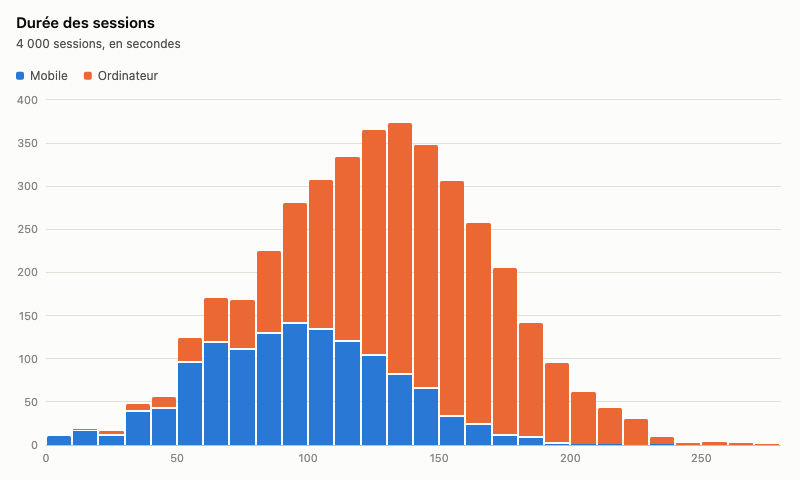 Durée des sessions
4 000 sessions, en secondes
Mobile Ordinateur
400
350
300
250
200
150
100
50
0
0 50 100 150 200 250